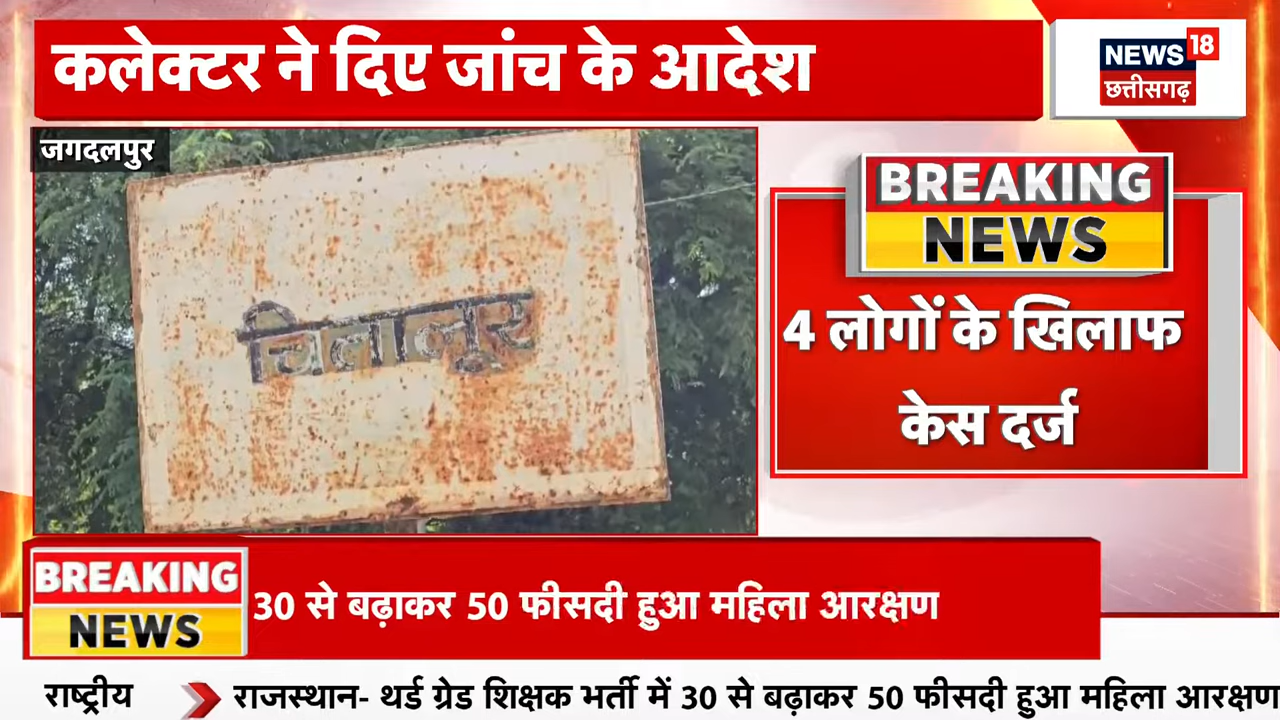 कलेक्टर ने दिए जांच के आदेश
NEWS 18
छत्तीसगढ़
जगदलपुर
चितालूर
BREAKING
NEWS
4 लोगों के खिलाफ
केस दर्ज
BREAKING
NEWS
30 से बढ़ाकर 50 फीसदी हुआ महिला आरक्षण
राष्ट्रीय
राजस्थान- थर्ड ग्रेड शिक्षक भर्ती में 30 से बढ़ाकर 50 फीसदी हुआ महिला आरक्षण